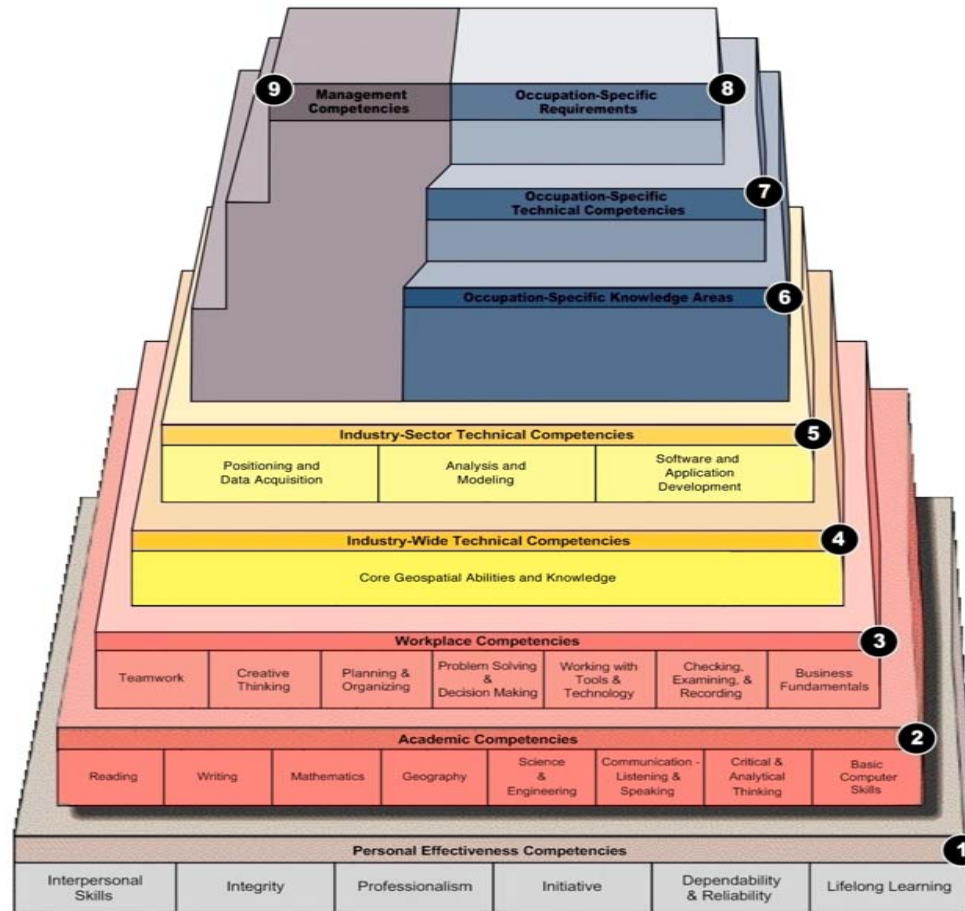 9
Management
Competencies
Occupation-Specific
Requirements
8
Occupation-Specific
Technical Competencies
7
Occupation-Specific Knowledge Areas
6
Industry-Sector Technical Competencies
5
Positioning and
Data Acquisition
Analysis and
Modeling
Software and
Application
Development
Industry-Wide Technical Competencies
4
Core Geospatial Abilities and Knowledge
Workplace Competencies
3
Teamwork
Creative
Thinking
Planning &
Organizing
Problem Solving
&
Decision Making
Working with
Tools &
Technology
Checking,
Examining, &
Recording
Business
Fundamentals
Academic Competencies
2
Reading
Writing
Mathematics
Geography
Science
&
Engineering
Communication -
Listening &
Speaking
Critical &
Analytical
Thinking
Basic
Computer
Skills
Personal Effectiveness Competencies
1
Interpersonal
Skills
Integrity
Professionalism
Initiative
Dependability
& Reliability
Lifelong Learning